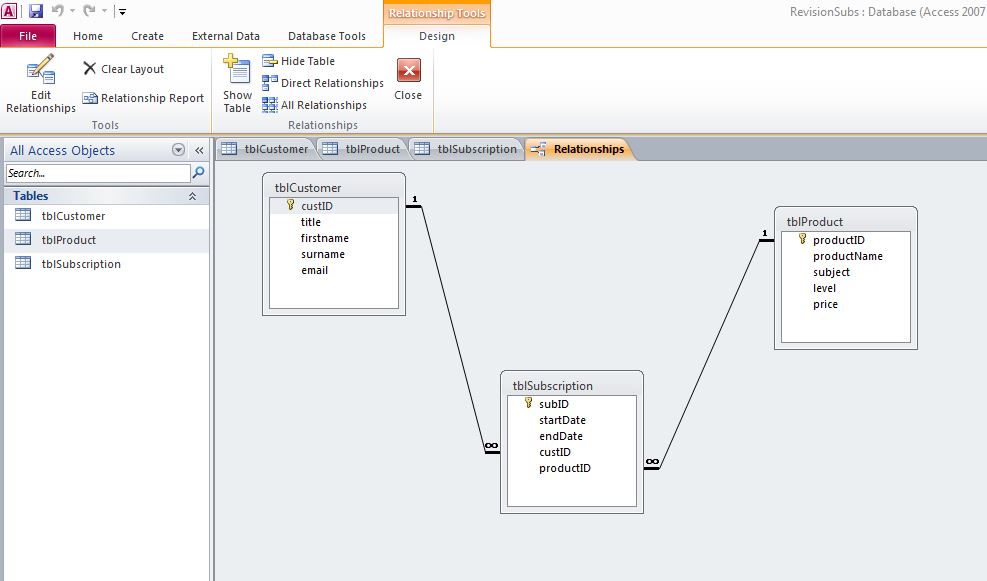 A
Relationship Tools
RevisionSubs : Database (Access 2007
File Home Create External Data Database Tools Design
Edit Relationships
Clear Layout
Relationship Report
Tools
Show Table
Hide Table
Direct Relationships
All Relationships
Close
Relationships
All Access Objects «
Search...
Tables
tblCustomer
tblProduct
tblSubscription
tblCustomer tblProduct tblSubscription Relationships
tblCustomer
custID
title
firstname
surname
email
1
∞
tblSubscription
subID
startDate
endDate
custID
productID
∞
1
tblProduct
productID
productName
subject
level
price